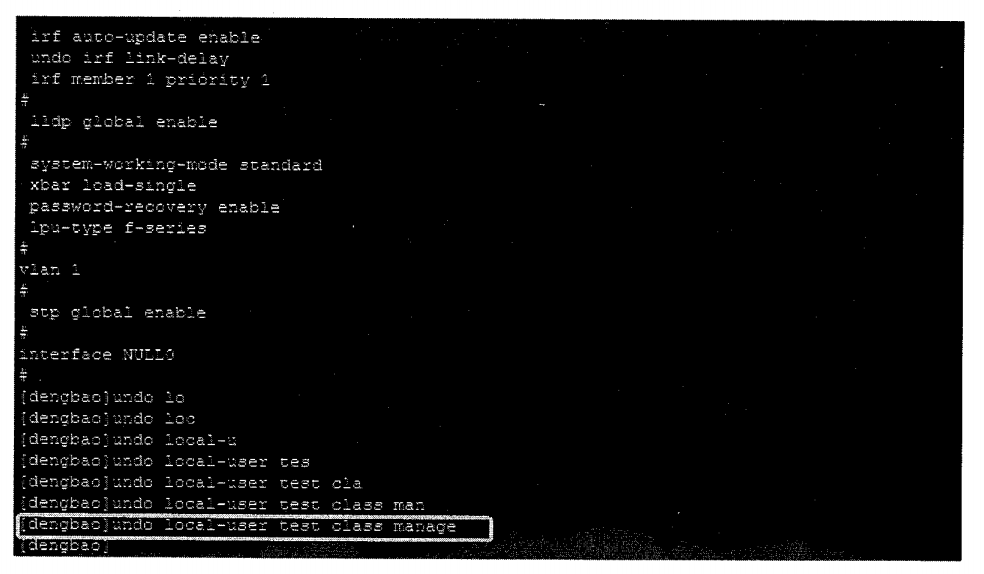 irf auto-update enable
undo irf link-delay
irf member 1 priority 1
#
lldp global enable
#
system-working-mode standard
xbar load-single
password-recovery enable
lpu-type f-series
#
vlan 1
#
stp global enable
#
interface NULL0
#
[dengbao]undo lo
[dengbao]undo loc
[dengbao]undo local-u
[dengbao]undo local-user tes
[dengbao]undo local-user test cla
[dengbao]undo local-user test class man
[dengbao]undo local-user test class manage
[dengbao]